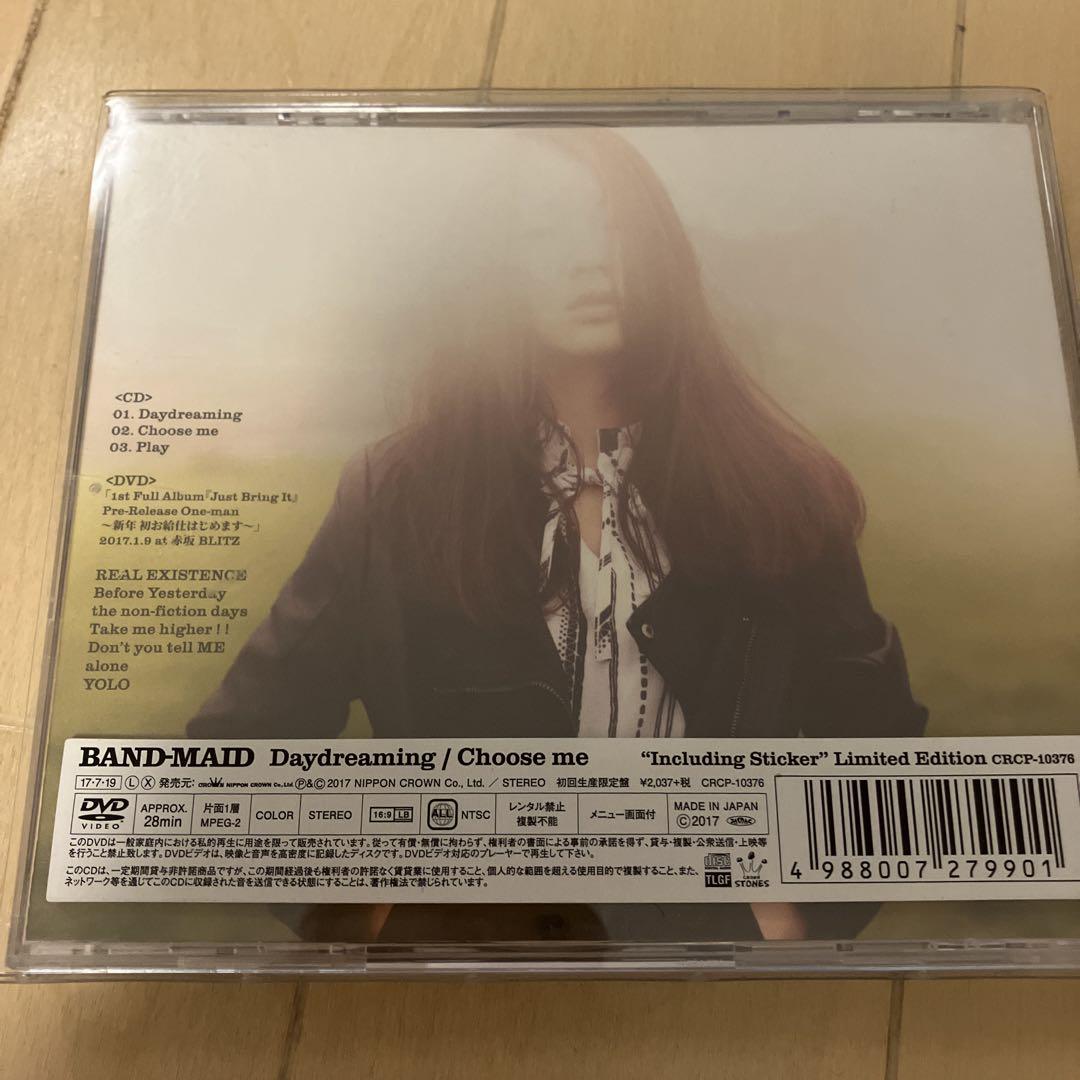 <CD>
01. Daydreaming
02. Choose me
03. Play
<DVD>
「1st Full Album『Just Bring It』
Pre-Release One-man
～新年 初お給仕はじめます～」
2017.1.9 at 赤坂 BLITZ
REAL EXISTENCE
Before Yesterday
the non-fiction days
Take me higher!!
Don't you tell ME
alone
YOLO
BAND-MAID Daydreaming / Choose me "Including Sticker" Limited Edition CRCP-10376
17・7・19 Ⓛ Ⓧ 発売元: CROWN NIPPON CROWN Co., Ltd. Ⓟ&Ⓒ 2017 NIPPON CROWN Co., Ltd. / STEREO 初回生産限定盤 ¥2,037+税 CRCP-10376
DVD VIDEO APPROX. 28min 片面1層 MPEG-2 COLOR STEREO 16:9 LB ALL NTSC レンタル禁止 複製不能 メニュー画面付 MADE IN JAPAN Ⓒ2017
このDVDは一般家庭内における私的再生に用途を限って販売されています。従って有償・無償に拘わらず、権利者の書面による事前の承諾を得ず、貸与・複製・公衆送信・上映等
を行うこと禁止致します。DVDビデオは、映像と音声を高密度に記録したディスクです。DVDビデオ対応のプレーヤーで再生して下さい。
このCDは、一定期間貸与非許諾商品ですが、この期間経過後も権利者の許諾なく賃貸業に使用すること、個人的な範囲を超える使用目的で複製すること、また、
ネットワーク等を通じてこのCDに収録された音を送信できる状態にすることは、著作権法で禁じられています。
TLGF
CROWN STONES
4 988007 279901